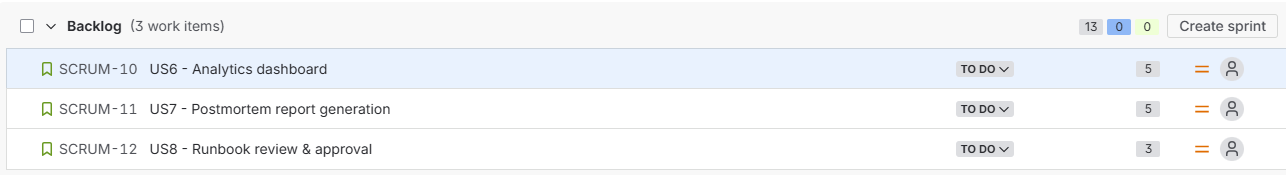 Backlog (3 work items) 13 0 0 Create sprint
SCRUM-10 US6 - Analytics dashboard TO DO 5
SCRUM-11 US7 - Postmortem report generation TO DO 5
SCRUM-12 US8 - Runbook review & approval TO DO 3